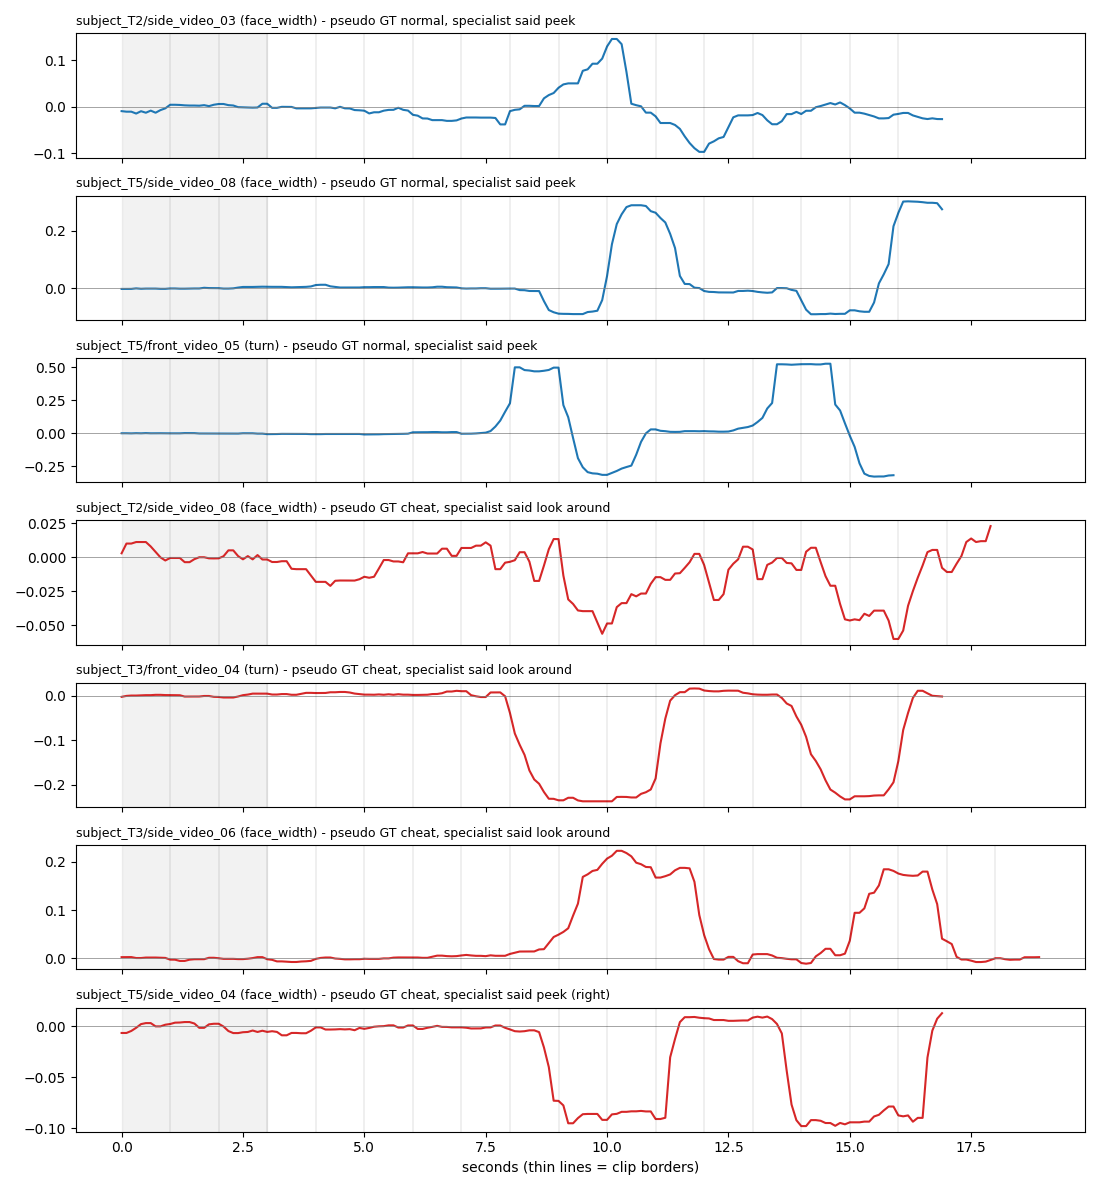 subject_T2/side_video_03 (face_width) - pseudo GT normal, specialist said peek
0.1
0.0
−0.1
subject_T5/side_video_08 (face_width) - pseudo GT normal, specialist said peek
0.2
0.0
subject_T5/front_video_05 (turn) - pseudo GT normal, specialist said peek
0.50
0.25
0.00
−0.25
subject_T2/side_video_08 (face_width) - pseudo GT cheat, specialist said look around
0.025
0.000
−0.025
−0.050
subject_T3/front_video_04 (turn) - pseudo GT cheat, specialist said look around
0.0
−0.1
−0.2
subject_T3/side_video_06 (face_width) - pseudo GT cheat, specialist said look around
0.2
0.1
0.0
subject_T5/side_video_04 (face_width) - pseudo GT cheat, specialist said peek (right)
0.00
−0.05
−0.10
0.0 2.5 5.0 7.5 10.0 12.5 15.0 17.5
seconds (thin lines = clip borders)